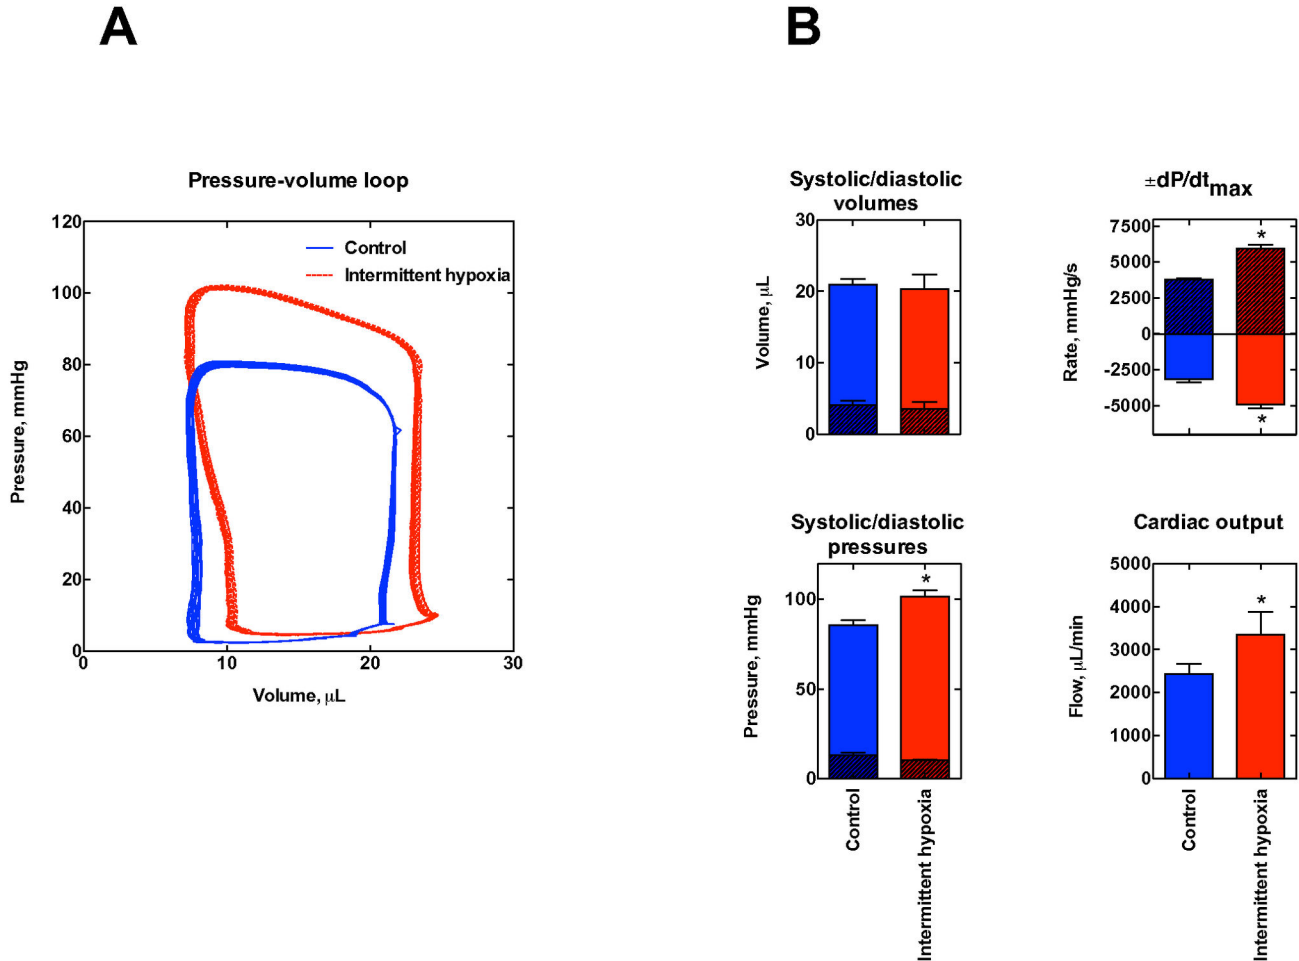 A
B
Pressure-volume loop
120
100
80
60
40
20
0
0
10
20
30
Pressure, mmHg
Volume, μL
Control
Intermittent hypoxia
Systolic/diastolic
volumes
30
20
10
0
Volume, μL
±dP/dtmax
7500
5000
2500
0
-2500
-5000
Rate, mmHg/s
*
*
Systolic/diastolic
pressures
100
50
0
Pressure, mmHg
*
Control
Intermittent hypoxia
Cardiac output
5000
4000
3000
2000
1000
0
Flow, μL/min
*
Control
Intermittent hypoxia